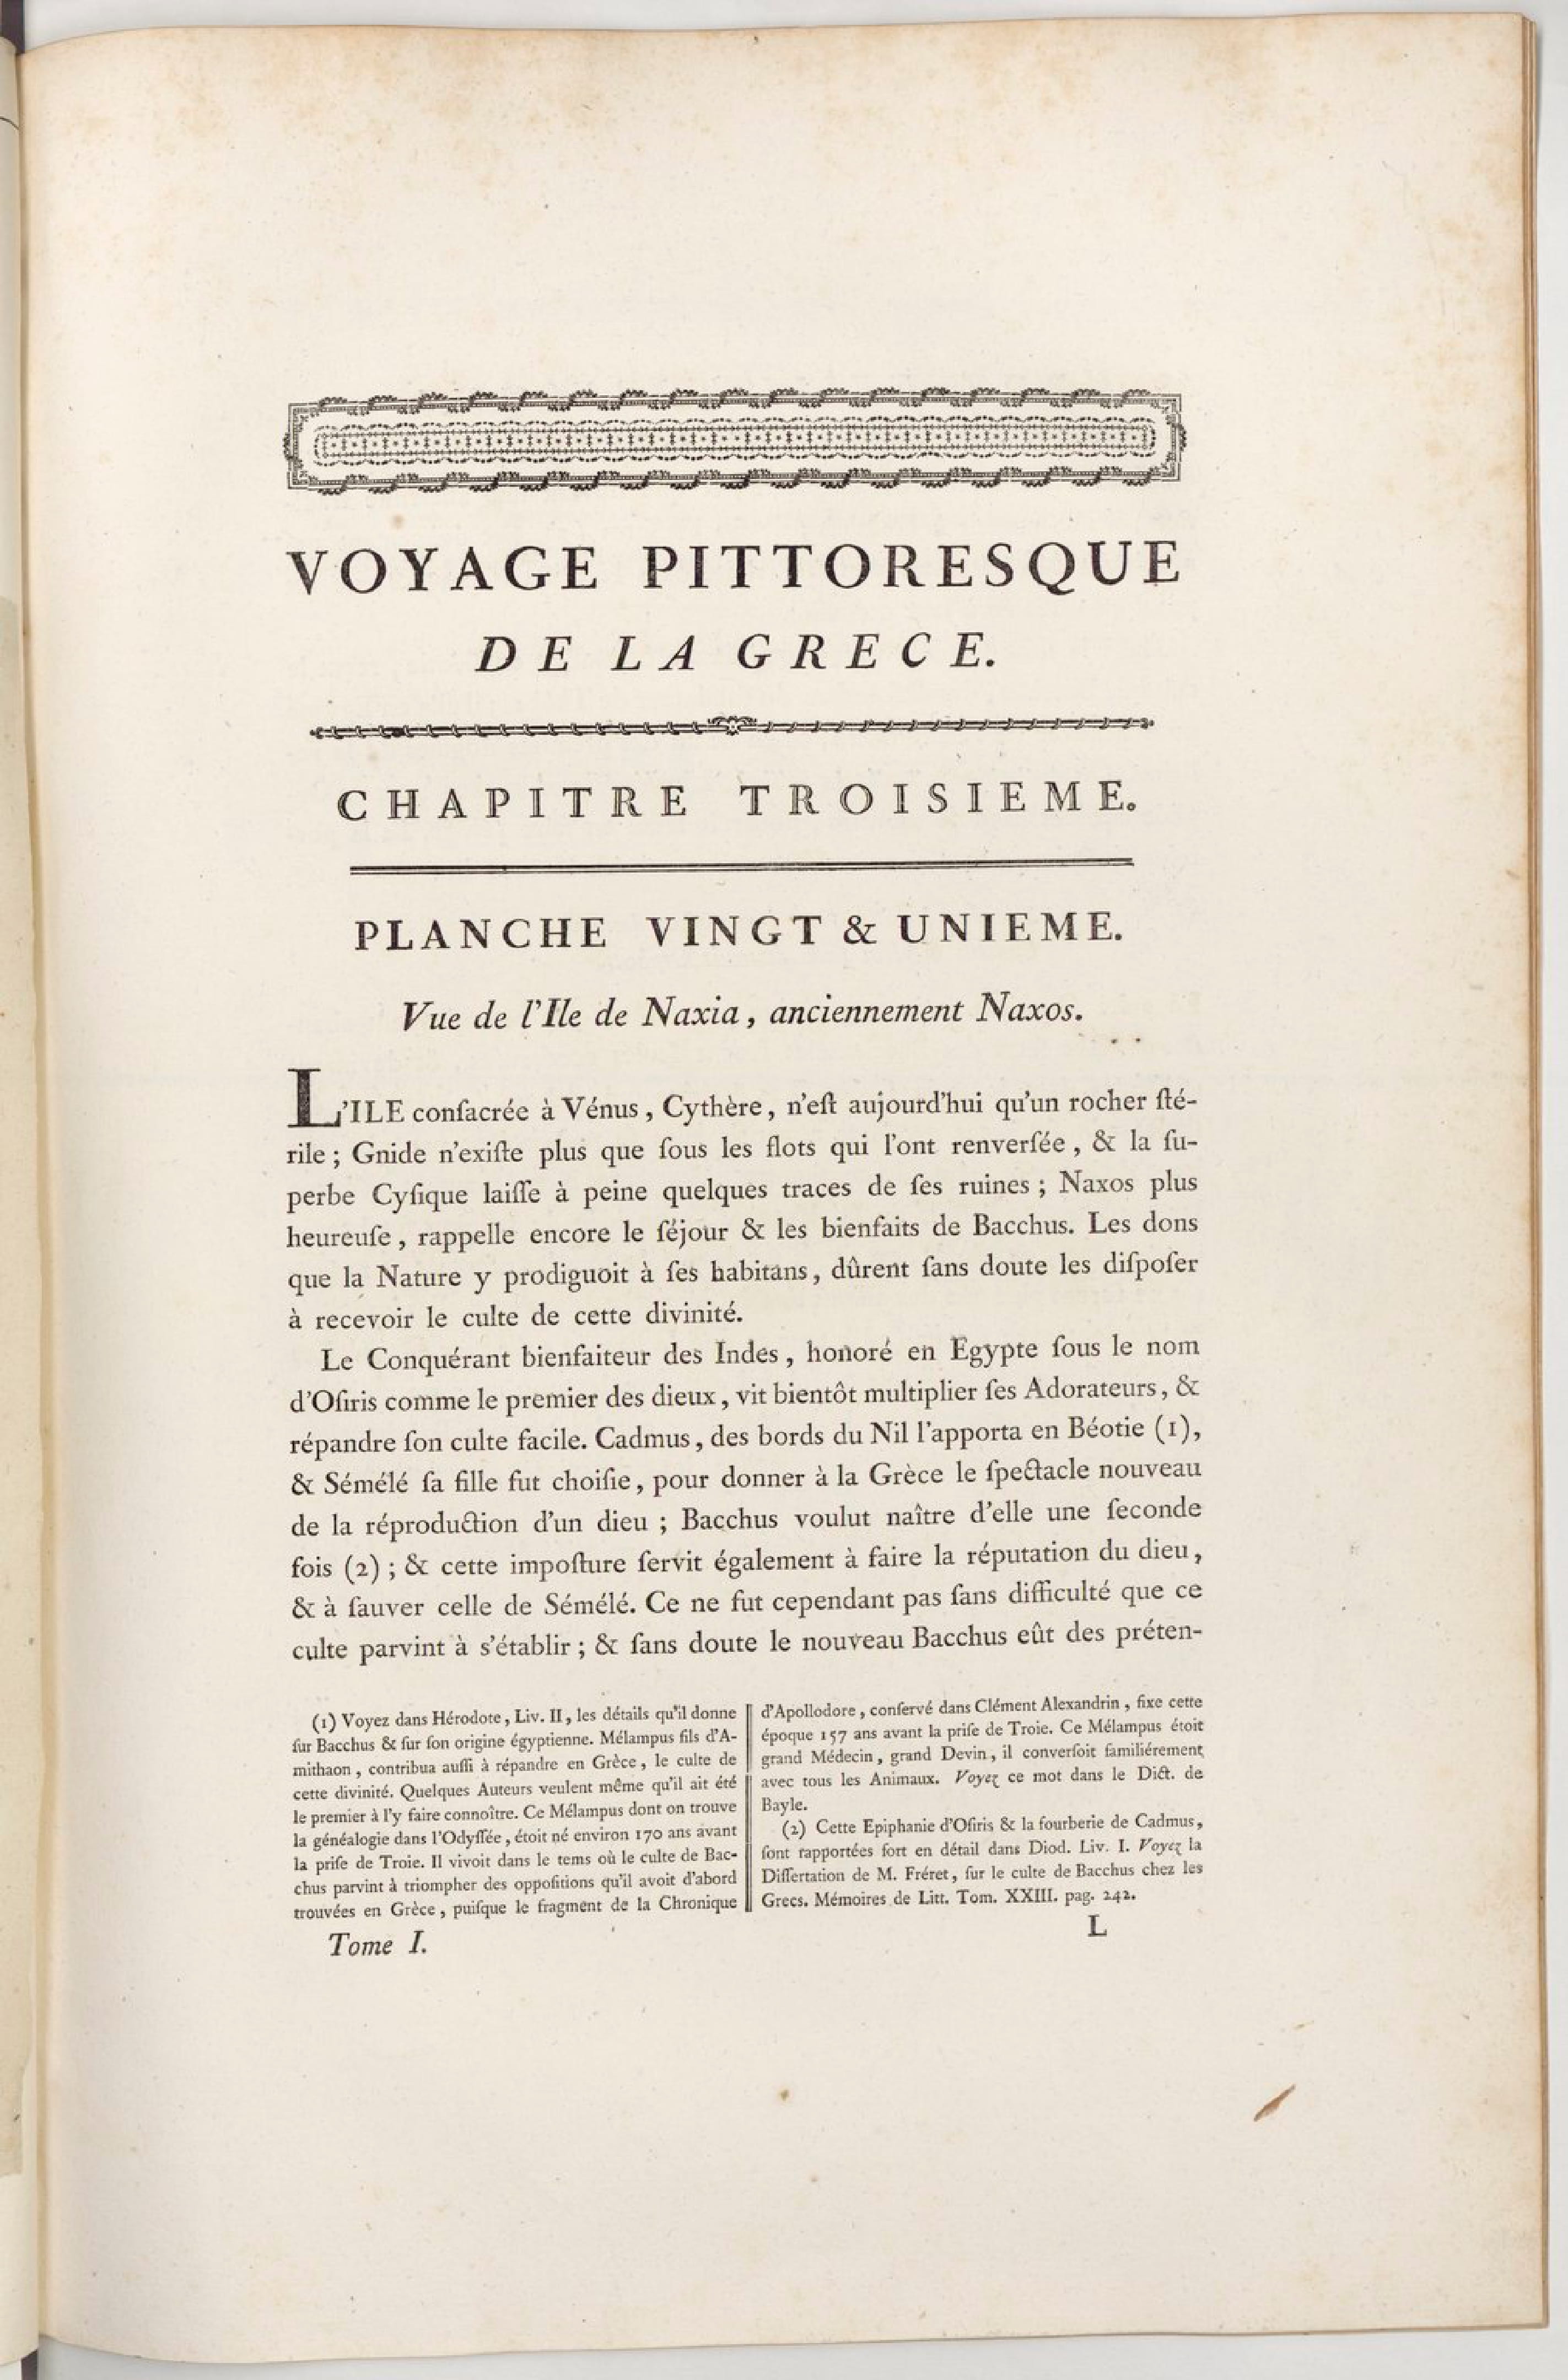 VOYAGE PITTORESQUE
DE LA GRECE.
CHAPITRE TROISIEME.
PLANCHE VINGT & UNIEME.
Vue de l'Ile de Naxia, anciennement Naxos.
L'ILE conſacrée à Vénus, Cythère, n'eſt aujourd'hui qu'un rocher ſté-
rile; Gnide n'exiſte plus que ſous les flots qui l'ont renverſée, & la ſu-
perbe Cyſique laiſſe à peine quelques traces de ſes ruines; Naxos plus
heureuſe, rappelle encore le ſéjour & les bienfaits de Bacchus. Les dons
que la Nature y prodiguoit à ſes habitans, dûrent ſans doute les diſpoſer
à recevoir le culte de cette divinité.
Le Conquérant bienfaiteur des Indes, honoré en Egypte ſous le nom
d'Oſiris comme le premier des dieux, vit bientôt multiplier ſes Adorateurs, &
répandre ſon culte facile. Cadmus, des bords du Nil l'apporta en Béotie (1),
& Sémélé ſa fille fut choiſie, pour donner à la Grèce le ſpectacle nouveau
de la réproduction d'un dieu; Bacchus voulut naître d'elle une ſeconde
fois (2); & cette impoſture ſervit également à faire la réputation du dieu,
& à ſauver celle de Sémélé. Ce ne fut cependant pas ſans difficulté que ce
culte parvint à s'établir; & ſans doute le nouveau Bacchus eût des préten-
(1) Voyez dans Hérodote, Liv. II, les détails qu'il donne
ſur Bacchus & ſur ſon origine égyptienne. Mélampus fils d'A-
mithaon, contribua auſſi à répandre en Grèce, le culte de
cette divinité. Quelques Auteurs veulent même qu'il ait été
le premier à l'y faire connoître. Ce Mélampus dont on trouve
la généalogie dans l'Odyſſée, étoit né environ 170 ans avant
la priſe de Troie. Il vivoit dans le tems où le culte de Bac-
chus parvint à triompher des oppoſitions qu'il avoit d'abord
trouvées en Grèce, puiſque le fragment de la Chronique
d'Apollodore, conſervé dans Clément Alexandrin, fixe cette
époque 157 ans avant la priſe de Troie. Ce Mélampus étoit
grand Médecin, grand Devin, il converſoit familiérement
avec tous les Animaux. Voyez ce mot dans le Dict. de
Bayle.
(2) Cette Epiphanie d'Oſiris & la fourberie de Cadmus,
ſont rapportées fort en détail dans Diod. Liv. I. Voyez la
Diſſertation de M. Fréret, ſur le culte de Bacchus chez les
Grecs. Mémoires de Litt. Tom. XXIII. pag. 242.
Tome I.
L